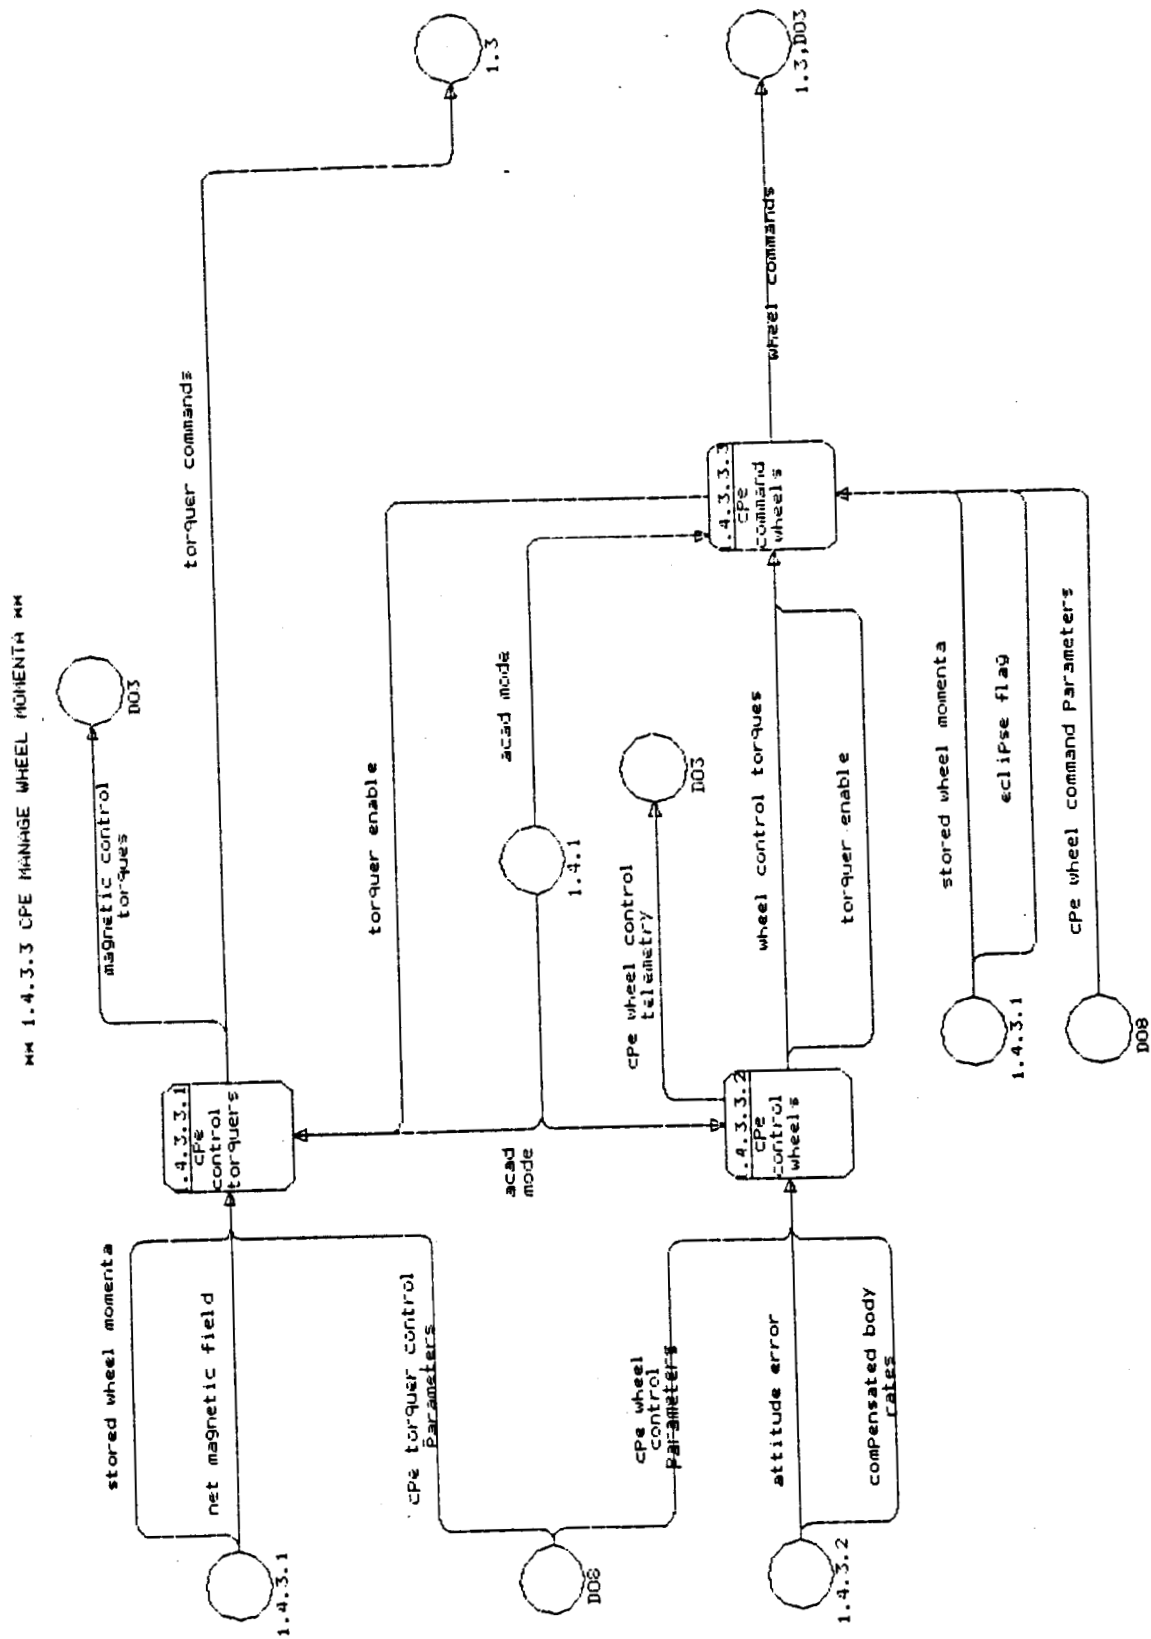 ** 1.4.3.3 CPE MANAGE WHEEL MOMENTA **
stored wheel momenta
net magnetic field
1.4.3.1
cPe torquer control
Parameters
D08
cPe wheel
control
Parameters
attitude error
compensated body
rates
1.4.3.2
1.4.3.3.1
cPe
control
torquers
magnetic control
torques
D03
torquer commands
1.3
torquer enable
acad
mode
acad mode
1.4.1
1.4.3.3.2
cPe
control
wheels
cPe wheel control
telemetry
D03
wheel control torques
torquer enable
1.4.3.3.3
cPe
command
wheels
wheel commands
1.3,D03
stored wheel momenta
eclipse flag
1.4.3.1
cPe wheel command Parameters
D08